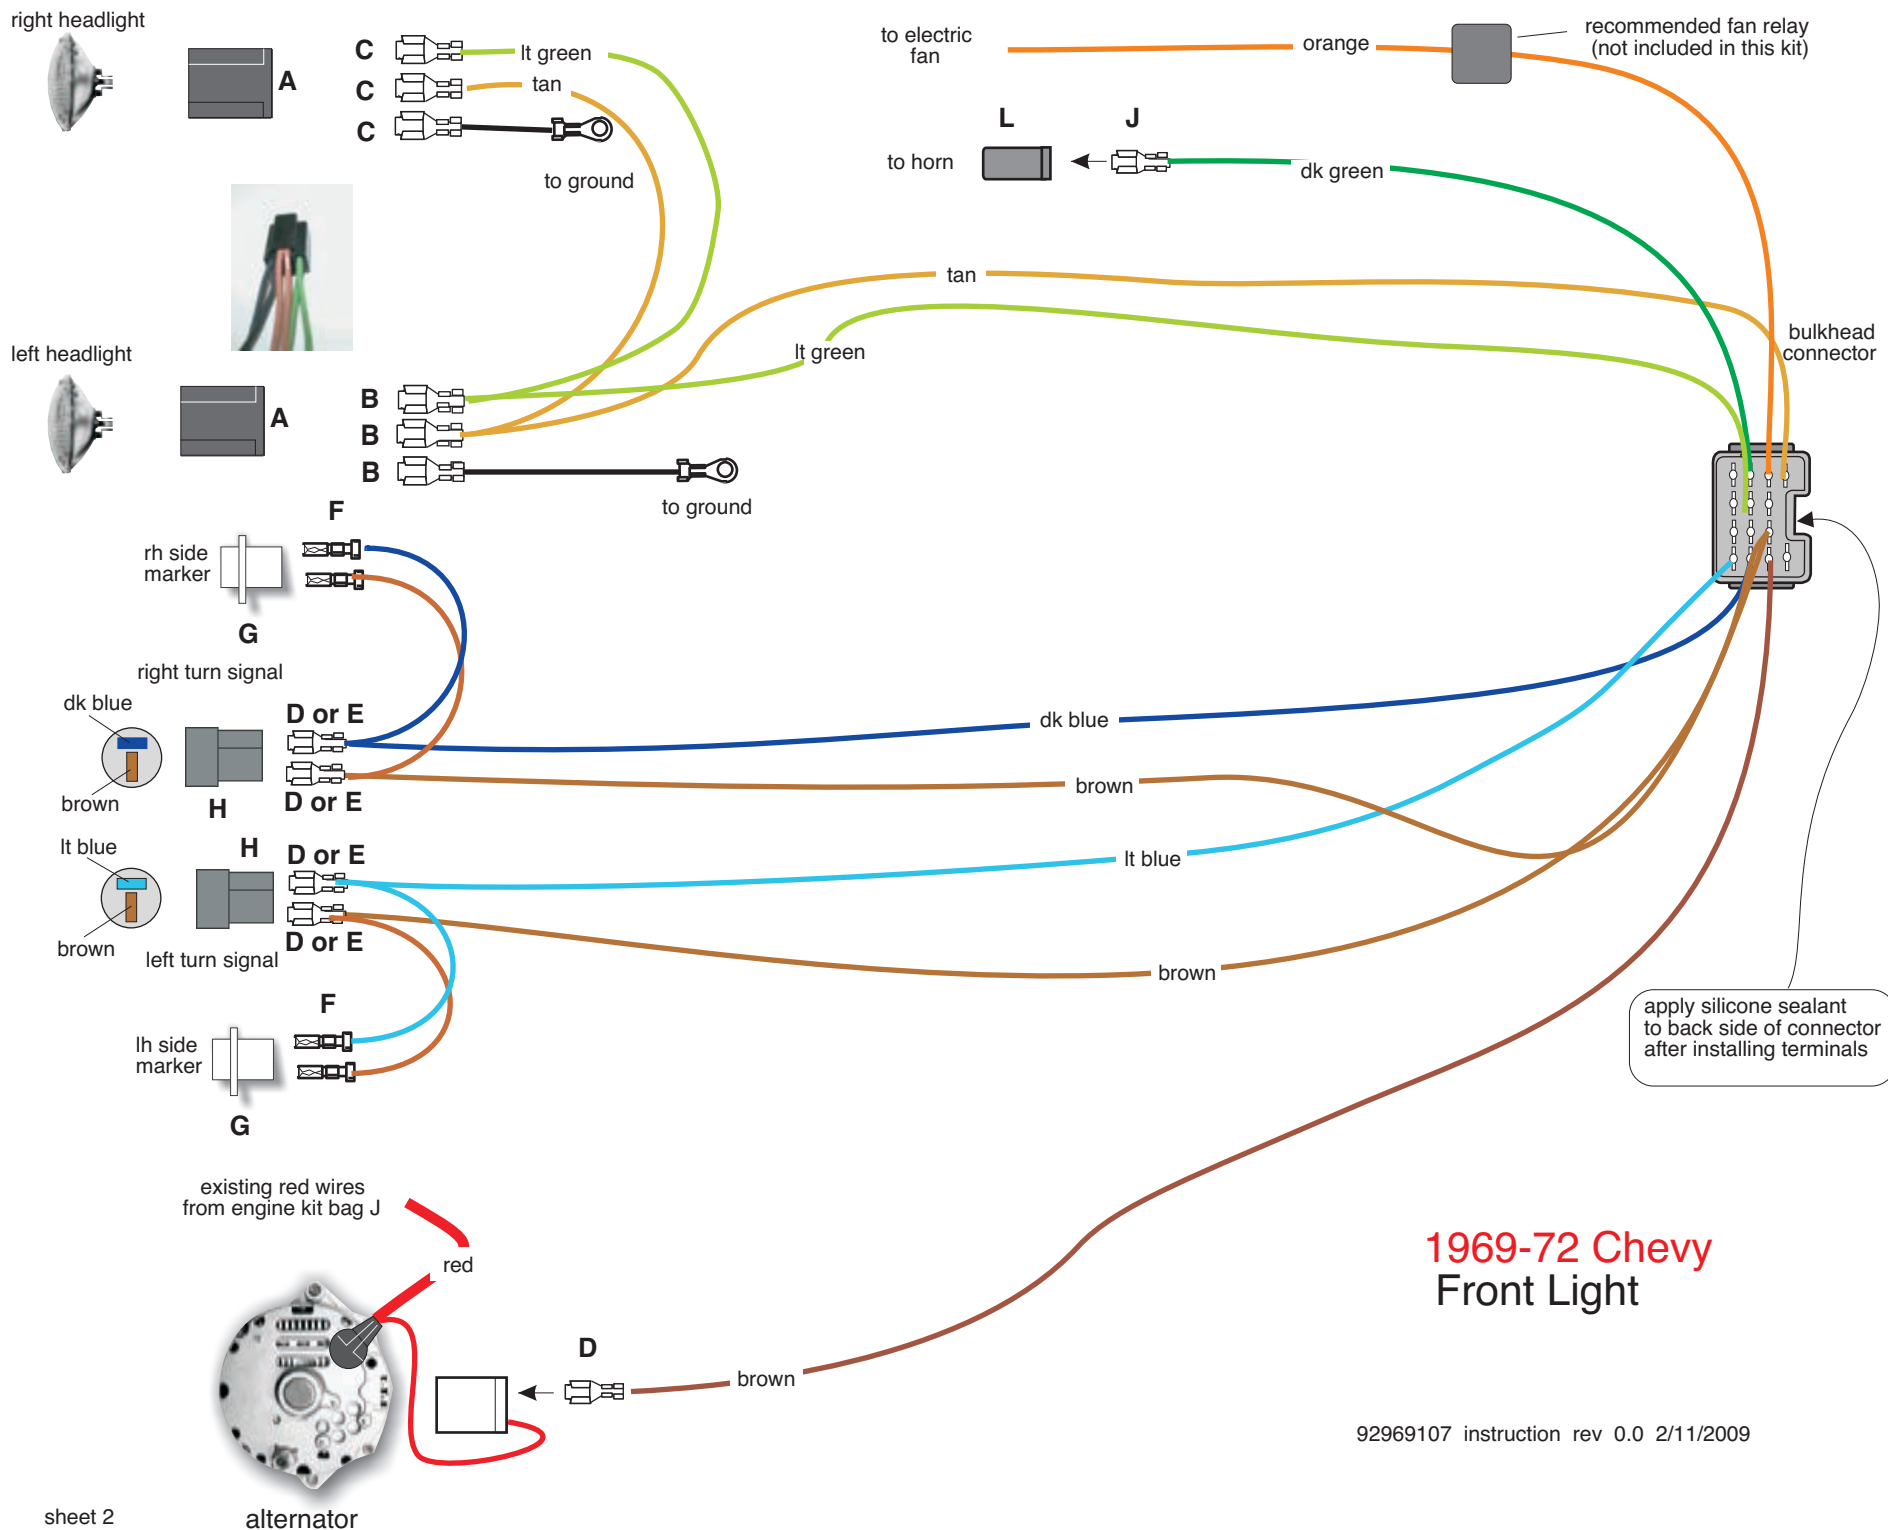 right headlight
A
C
lt green
C
tan
C
to ground
to electric
fan
orange
recommended fan relay
(not included in this kit)
L
J
to horn
dk green
tan
lt green
bulkhead
connector
left headlight
A
B
B
B
to ground
F
rh side
marker
G
right turn signal
dk blue
D or E
dk blue
brown
H
D or E
brown
lt blue
H
D or E
lt blue
brown
D or E
left turn signal
brown
F
lh side
marker
G
apply silicone sealant
to back side of connector
after installing terminals
existing red wires
from engine kit bag J
red
D
brown
1969-72 Chevy
Front Light
92969107 instruction rev 0.0 2/11/2009
sheet 2
alternator